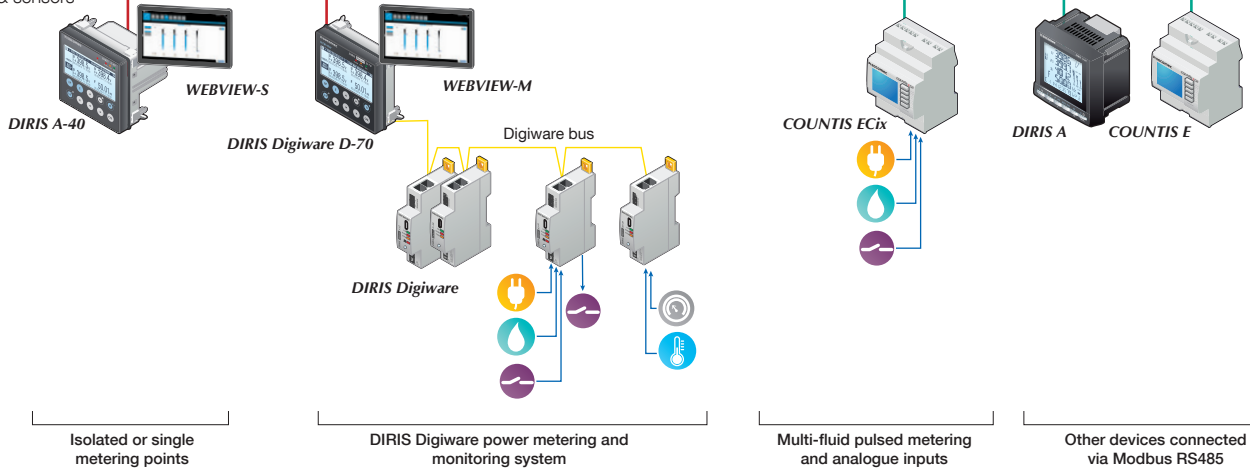 & sensors
WEBVIEW-S
WEBVIEW-M
DIRIS A-40
DIRIS Digiware D-70
Digiware bus
COUNTIS ECix
DIRIS A
COUNTIS E
DIRIS Digiware
Isolated or single
metering points
DIRIS Digiware power metering and
monitoring system
Multi-fluid pulsed metering
and analogue inputs
Other devices connected
via Modbus RS485